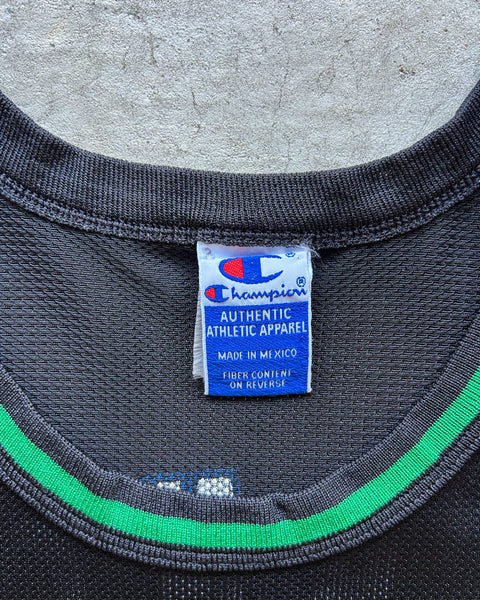 Champion®
AUTHENTIC
ATHLETIC APPAREL
MADE IN MEXICO
FIBER CONTENT
ON REVERSE